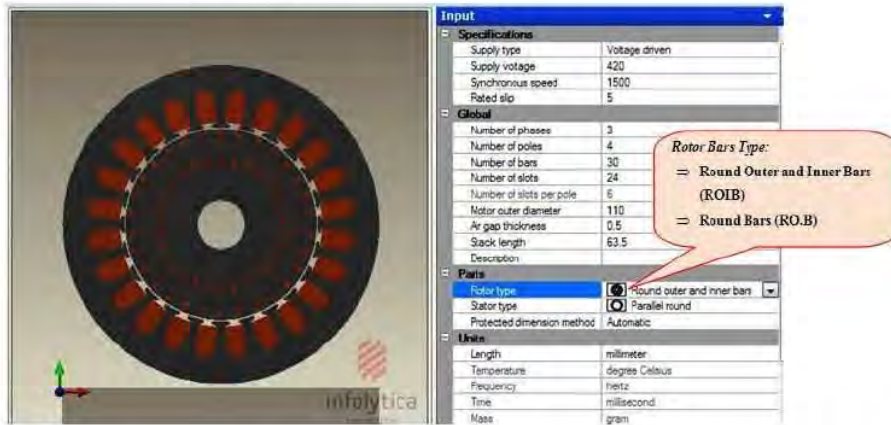 infolytica
Input
Specifications
Supply type Voltage driven
Supply votage 420
Synchronous speed 1500
Rated slip 5
Global
Number of phases 3
Number of poles 4
Number of bars 30
Number of slots 24
Number of slots per pole 6
Motor outer diameter 110
Air gap thickness 0.5
Stack length 63.5
Description
Parts
Rotor type Round outer and inner bars
Stator type Parallel round
Protected dimension method Automatic
Units
Length millimeter
Temperature degree Celsius
Frequency hertz
Time millisecond
Mass gram
Rotor Bars Type:
⇒ Round Outer and Inner Bars
(ROIB)
⇒ Round Bars (RO.B)